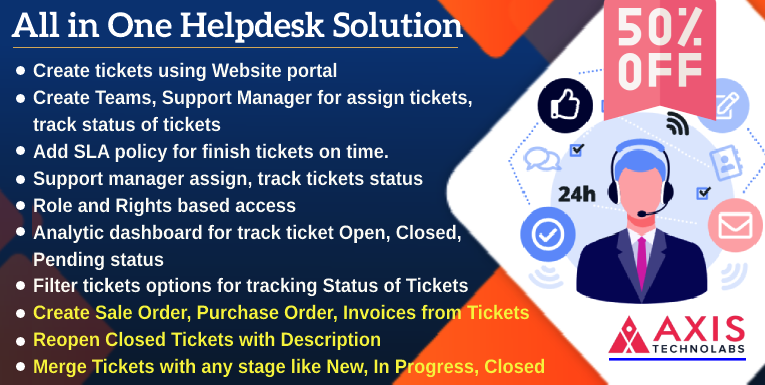 All in One Helpdesk Solution
50%
OFF
Create tickets using Website portal
Create Teams, Support Manager for assign tickets,
track status of tickets
Add SLA policy for finish tickets on time.
Support manager assign, track tickets status
Role and Rights based access
Analytic dashboard for track ticket Open, Closed,
Pending status
Filter tickets options for tracking Status of Tickets
Create Sale Order, Purchase Order, Invoices from Tickets
Reopen Closed Tickets with Description
Merge Tickets with any stage like New, In Progress, Closed
24h
AXIS
TECHNOLABS